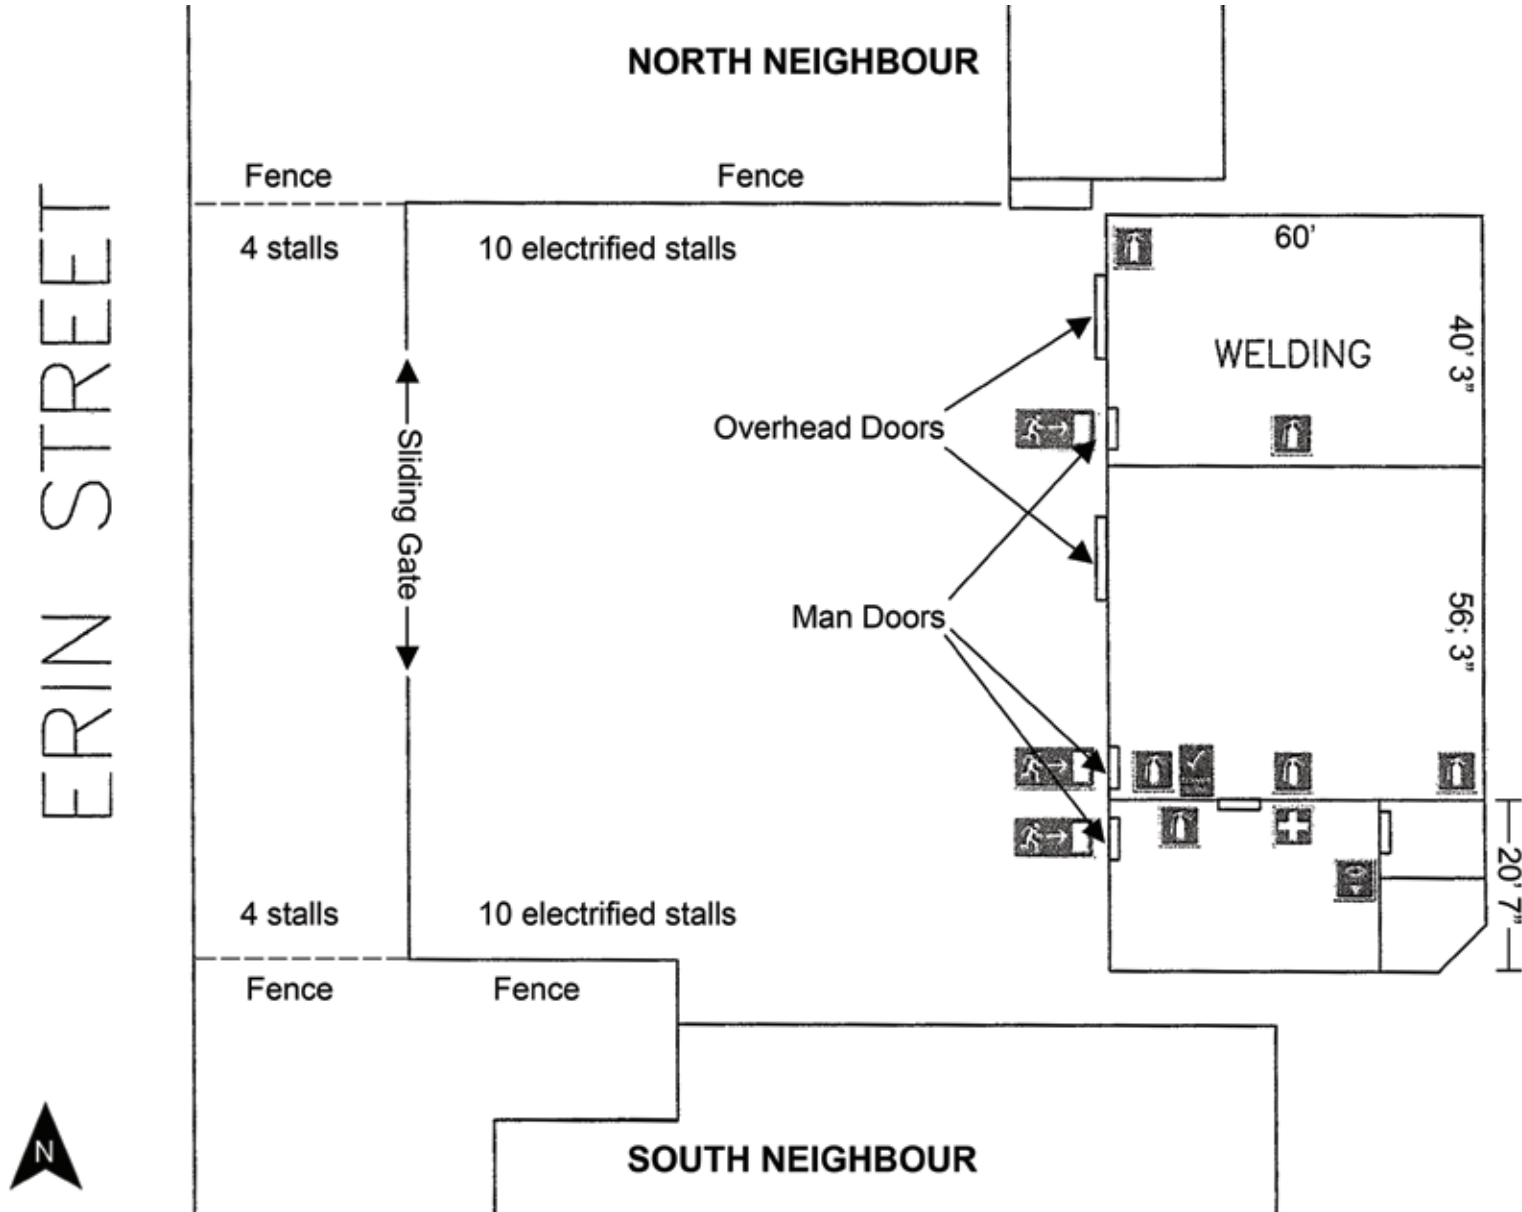 NORTH NEIGHBOUR
Fence
Fence
4 stalls
10 electrified stalls
60'
40' 3"
WELDING
ERIN STREET
Overhead Doors
Sliding Gate
Man Doors
56; 3"
20' 7"
4 stalls
10 electrified stalls
Fence
Fence
N
SOUTH NEIGHBOUR